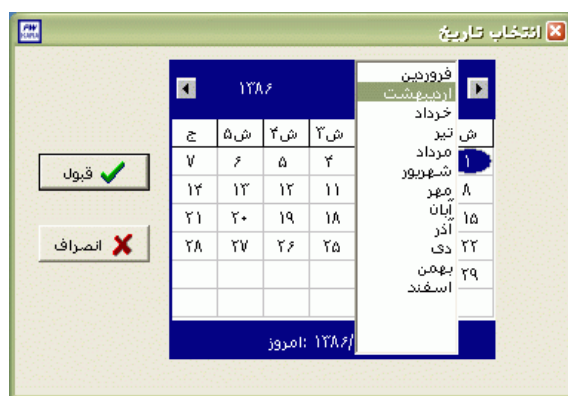 انتخاب تاریخ
۱۳۸۶
فروردین
اردیبهشت
خرداد
تیر
مرداد
شهریور
مهر
آبان
آذر
دی
بهمن
اسفند
ش ش۳ ش۴ ش۵ ج
۱ ۴ ۵ ۶ ۷
۸ ۱۱ ۱۲ ۱۳ ۱۴
۱۵ ۱۸ ۱۹ ۲۰ ۲۱
۲۲ ۲۵ ۲۶ ۲۷ ۲۸
۲۹
امروز: ۱۳۸۶/
قبول
انصراف